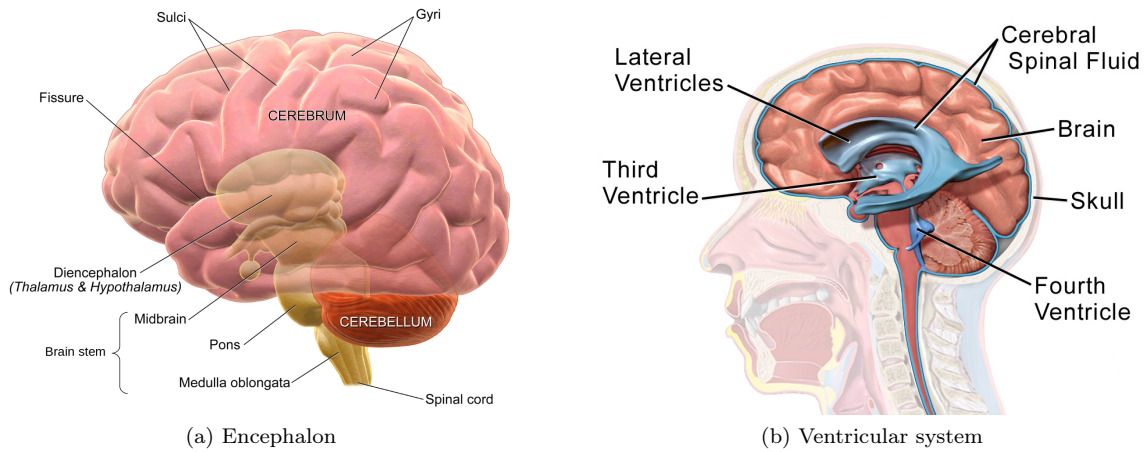 Sulci
Gyri
Fissure
CEREBRUM
Diencephalon
(Thalamus & Hypothalamus)
Midbrain
CEREBELLUM
Brain stem
Pons
Medulla oblongata
Spinal cord
(a) Encephalon
Cerebral
Spinal Fluid
Lateral
Ventricles
Brain
Third
Ventricle
Skull
Fourth
Ventricle
(b) Ventricular system